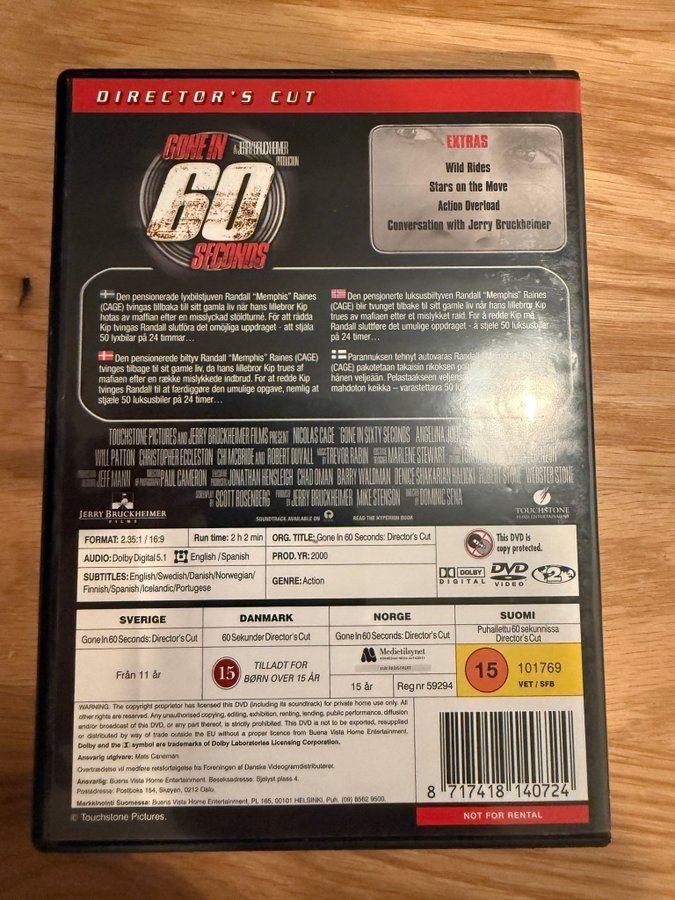 DIRECTOR'S CUT
GONE IN
60
SECONDS
A JERRY BRUCKHEIMER
PRODUCTION
EXTRAS
Wild Rides
Stars on the Move
Action Overload
Conversation with Jerry Bruckheimer
Den pensionerade lyxbilstjuven Randall "Memphis" Raines
(CAGE) tvingas tillbaka till sitt gamla liv när hans lillebror Kip
hotas av maffian efter en misslyckad stöldturné. För att rädda
Kip tvingas Randall slutföra det omöjliga uppdraget - att stjäla
50 lyxbilar på 24 timmar...
Den pensjonerte luksusbiltyven Randall "Memphis" Raines
(CAGE) blir tvunget tilbake til sitt gamle liv når hans lillebror Kip
trues av mafiaen etter et mislykket raid. For å redde Kip må
Randall sluttføre det umulige oppdraget - å stjele 50 luksusbiler
på 24 timer...
Den pensionerede biltyv Randall "Memphis" Raines (CAGE)
tvinges tilbage til sit gamle liv, da hans lillebror Kip trues af
mafiaen efter en række mislykkede indbrud. For at redde Kip
tvinges Randall til at færdiggøre den umulige opgave, nemlig at
stjæle 50 luksusbiler på 24 timer...
Parannuksen tehnyt autovaras Randall "Memphis" Raines
(CAGE) pakotetaan takaisin rikoksen
hänen veljeään. Pelastaakseen
mahdoton keikka – varastettava 50
TOUCHSTONE PICTURES AND JERRY BRUCKHEIMER FILMS PRESENT NICOLAS CAGE "GONE IN SIXTY SECONDS" ANGELINA
WILL PATTON CHRISTOPHER ECCLESTON CHI MCBRIDE AND ROBERT DUVALL MUSIC BY TREVOR RABIN MARLENE STEWART
JEFF MANN DIRECTOR OF PHOTOGRAPHY PAUL CAMERON EXECUTIVE PRODUCERS JONATHAN HENSLEIGH CHAD OMAN BARRY WALDMAN DENICE SHAKARIAN HALICKI ROBERT STONE WEBSTER STONE
SCREENPLAY BY SCOTT ROSENBERG PRODUCED BY JERRY BRUCKHEIMER MIKE STENSON DIRECTED BY DOMINIC SENA
JERRY BRUCKHEIMER
FILMS
SOUNDTRACK AVAILABLE ON
READ THE HYPERION BOOK
TOUCHSTONE
HOME ENTERTAINMENT
FORMAT: 2.35:1 / 16:9
Run time: 2 h 2 min
ORG. TITLE: Gone In 60 Seconds: Director's Cut
This DVD is
copy protected.
AUDIO: Dolby Digital 5.1 English / Spanish
PROD. YR: 2000
SUBTITLES: English/Swedish/Danish/Norwegian/
Finnish/Spanish/Icelandic/Portugese
GENRE: Action
DOLBY
DIGITAL
DVD
VIDEO
2
SVERIGE
DANMARK
NORGE
SUOMI
Gone In 60 Seconds: Director's Cut
60 Sekunder Director's Cut
Gone In 60 Seconds: Director's Cut
Puhallettu 60 sekunnissa
Director's Cut
Från 11 år
15
TILLADT FOR
BØRN OVER 15 ÅR
Medietilsynet
15 år
Reg nr 59294
15
101769
VET / SFB
WARNING: The copyright proprietor has licensed this DVD (including its soundtrack) for private home use only. All
other rights are reserved. Any unauthorised copying, editing, exhibition, renting, lending, public performance, diffusion
and/or broadcast of this DVD, or any part thereof, is strictly prohibited. This DVD is not to be exported, resupplied
or distributed by way of trade outside the EU without a proper licence from Buena Vista Home Entertainment.
Dolby and the symbol are trademarks of Dolby Laboratories Licensing Corporation.
Ansvarig utgivare: Mats Caneman
Overtrædelse vil medføre retsforfølgelse fra Foreningen af Danske Videogramdistributører.
Ansvarlig: Buena Vista Home Entertainment. Besøksadresse: Sjølyst plass 4.
Postadresse: Postboks 154, Skøyen, 0212 Oslo.
Markkinointi Suomessa: Buena Vista Home Entertainment, PL 165, 00101 HELSINKI, Puh. (09) 8562 9500.
8 717418 140724
© Touchstone Pictures.
NOT FOR RENTAL